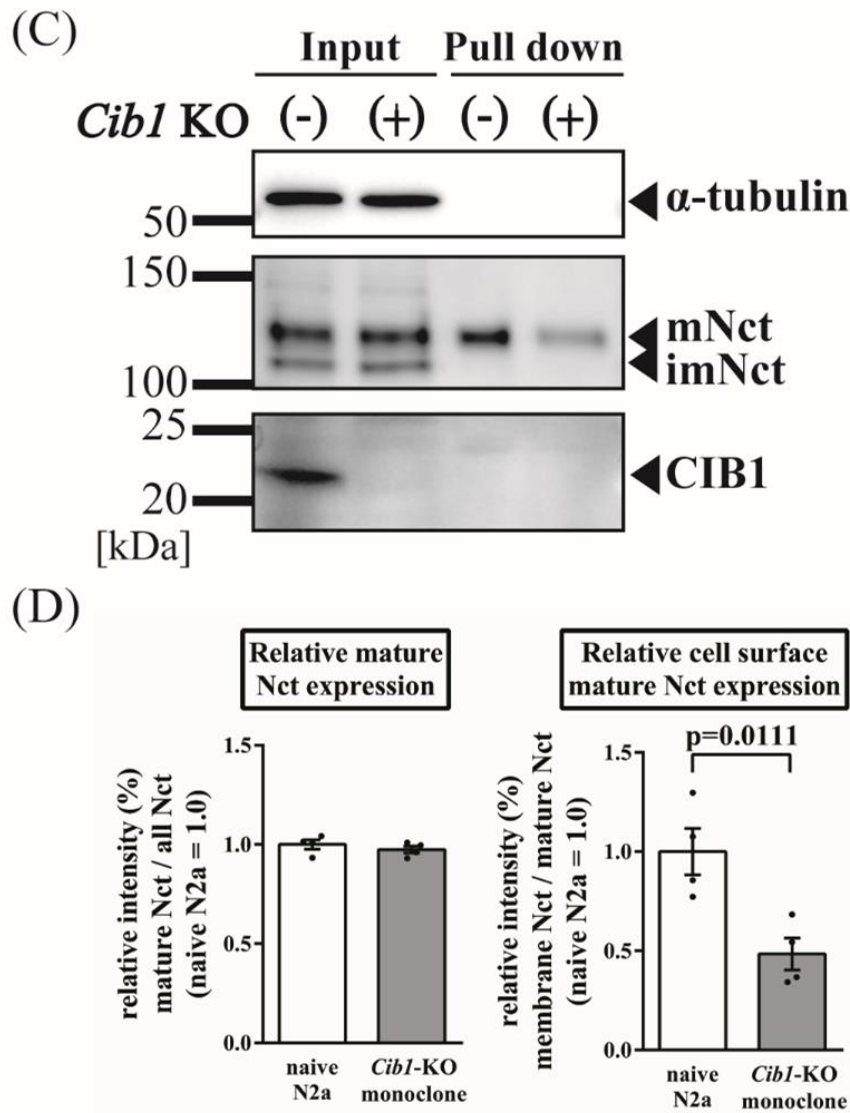 (C)
Input Pull down
Cib1 KO (-) (+) (-) (+)
50 α-tubulin
150
mNct
imNct
100
25
CIB1
20
[kDa]
(D)
Relative mature
Nct expression
relative intensity (%)
mature Nct / all Nct
(naive N2a = 1.0)
1.5
1.0
0.5
0.0
naive
N2a
Cib1-KO
monoclone
Relative cell surface
mature Nct expression
relative intensity (%)
membrane Nct / mature Nct
(naive N2a = 1.0)
p=0.0111
1.5
1.0
0.5
0.0
naive
N2a
Cib1-KO
monoclone